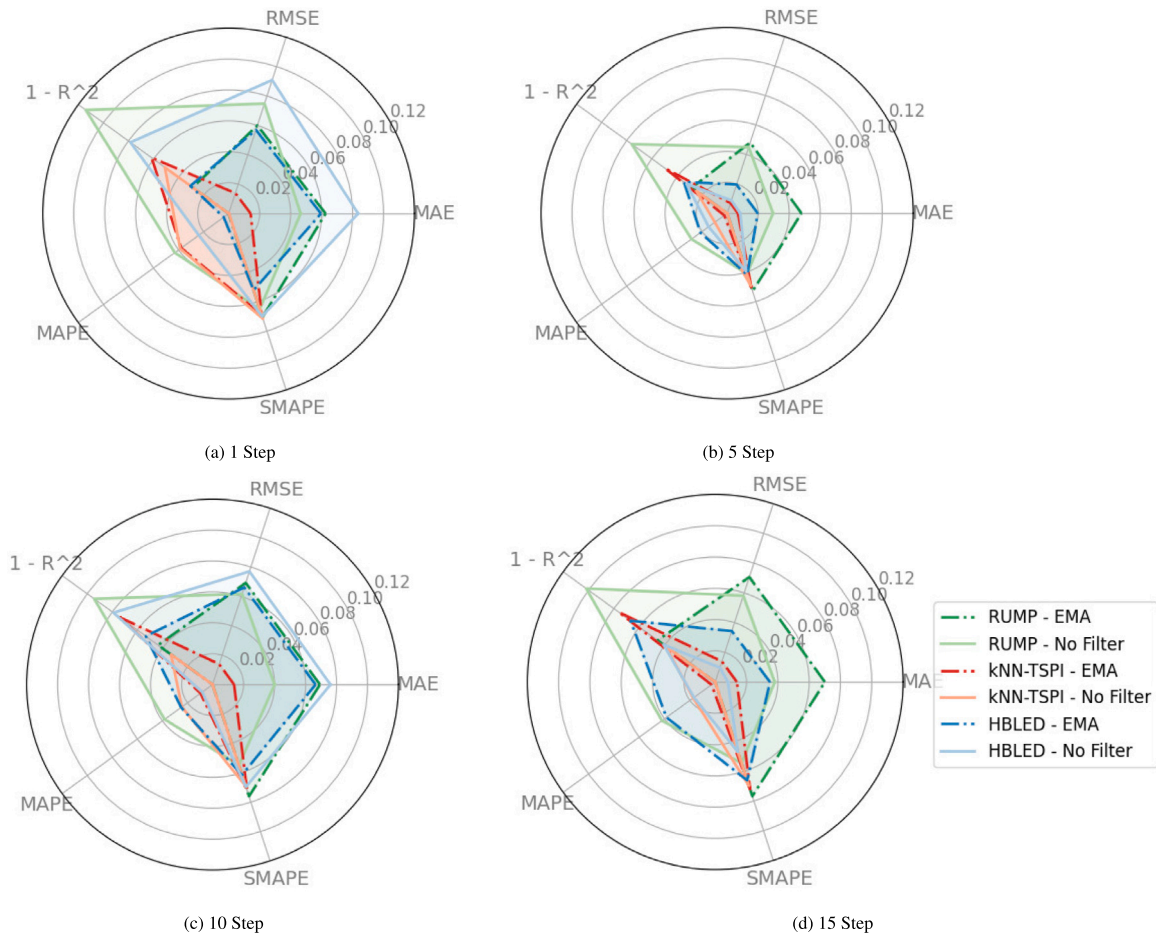 RMSE
1 - R^2
0.12
0.10
0.08
0.06
0.04
0.02
MAE
MAPE
SMAPE
(a) 1 Step
RMSE
1 - R^2
0.12
0.10
0.08
0.06
0.04
0.02
MAE
MAPE
SMAPE
(b) 5 Step
RMSE
1 - R^2
0.12
0.10
0.08
0.06
0.04
0.02
MAE
MAPE
SMAPE
(c) 10 Step
RMSE
1 - R^2
0.12
0.10
0.08
0.06
0.04
0.02
MAE
MAPE
SMAPE
(d) 15 Step
RUMP - EMA
RUMP - No Filter
kNN-TSPI - EMA
kNN-TSPI - No Filter
HBLED - EMA
HBLED - No Filter